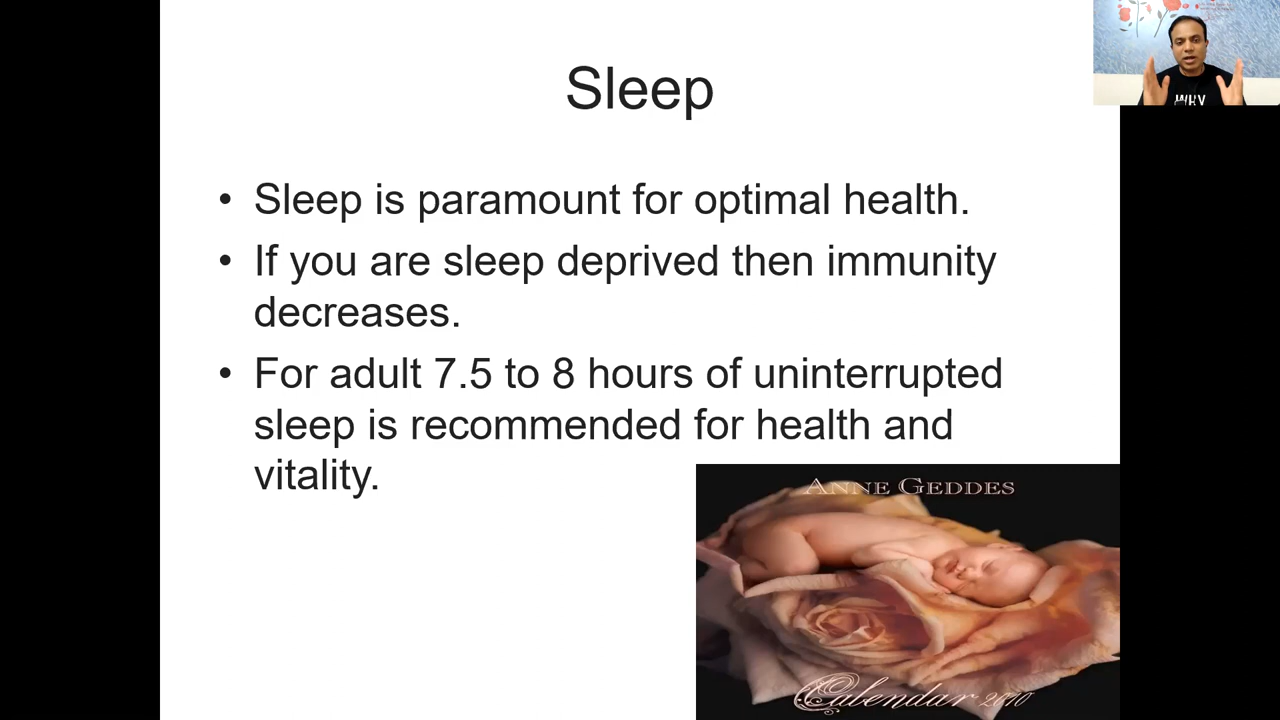 Sleep
• Sleep is paramount for optimal health.
• If you are sleep deprived then immunity
decreases.
• For adult 7.5 to 8 hours of uninterrupted
sleep is recommended for health and
vitality.
ANNE GEDDES
Calendar 2010
WHY